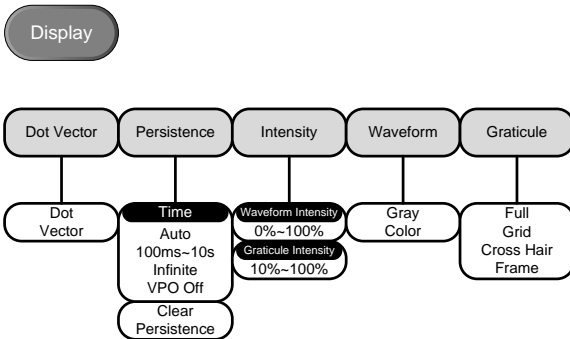 Display
Dot Vector
Persistence
Intensity
Waveform
Graticule
Dot
Vector
Time
Auto
100ms~10s
Infinite
VPO Off
Clear
Persistence
Waveform Intensity
0%~100%
Graticule Intensity
10%~100%
Gray
Color
Full
Grid
Cross Hair
Frame